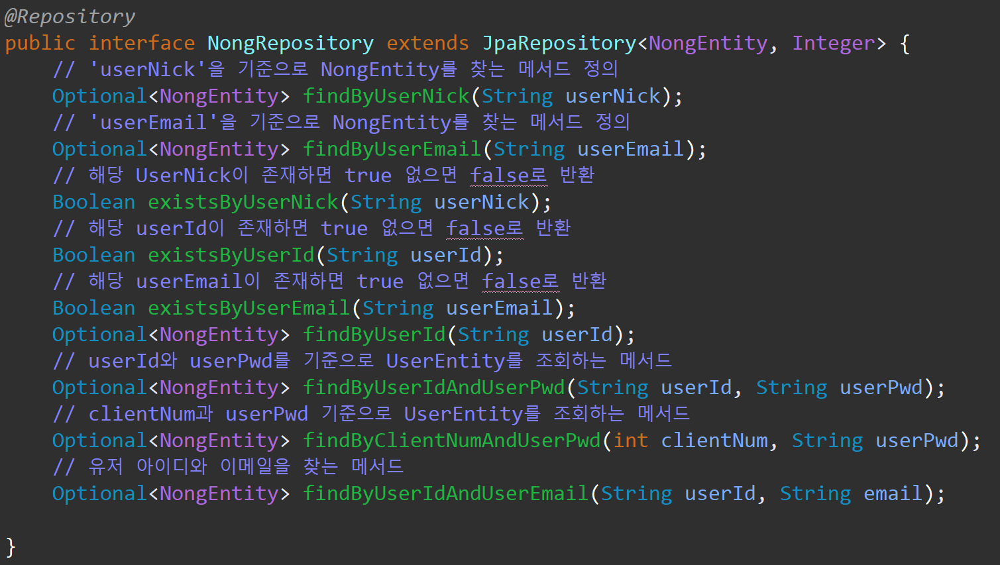 @Repository
public interface NongRepository extends JpaRepository<NongEntity, Integer> {
// 'userNick'을 기준으로 NongEntity를 찾는 메서드 정의
Optional<NongEntity> findByUserNick(String userNick);
// 'userEmail'을 기준으로 NongEntity를 찾는 메서드 정의
Optional<NongEntity> findByUserEmail(String userEmail);
// 해당 UserNick이 존재하면 true 없으면 false로 반환
Boolean existsByUserNick(String userNick);
// 해당 userId이 존재하면 true 없으면 false로 반환
Boolean existsByUserId(String userId);
// 해당 userEmail이 존재하면 true 없으면 false로 반환
Boolean existsByUserEmail(String userEmail);
Optional<NongEntity> findByUserId(String userId);
// userId와 userPwd를 기준으로 UserEntity를 조회하는 메서드
Optional<NongEntity> findByUserIdAndUserPwd(String userId, String userPwd);
// clientNum과 userPwd 기준으로 UserEntity를 조회하는 메서드
Optional<NongEntity> findByClientNumAndUserPwd(int clientNum, String userPwd);
// 유저 아이디와 이메일을 찾는 메서드
Optional<NongEntity> findByUserIdAndUserEmail(String userId, String email);
}